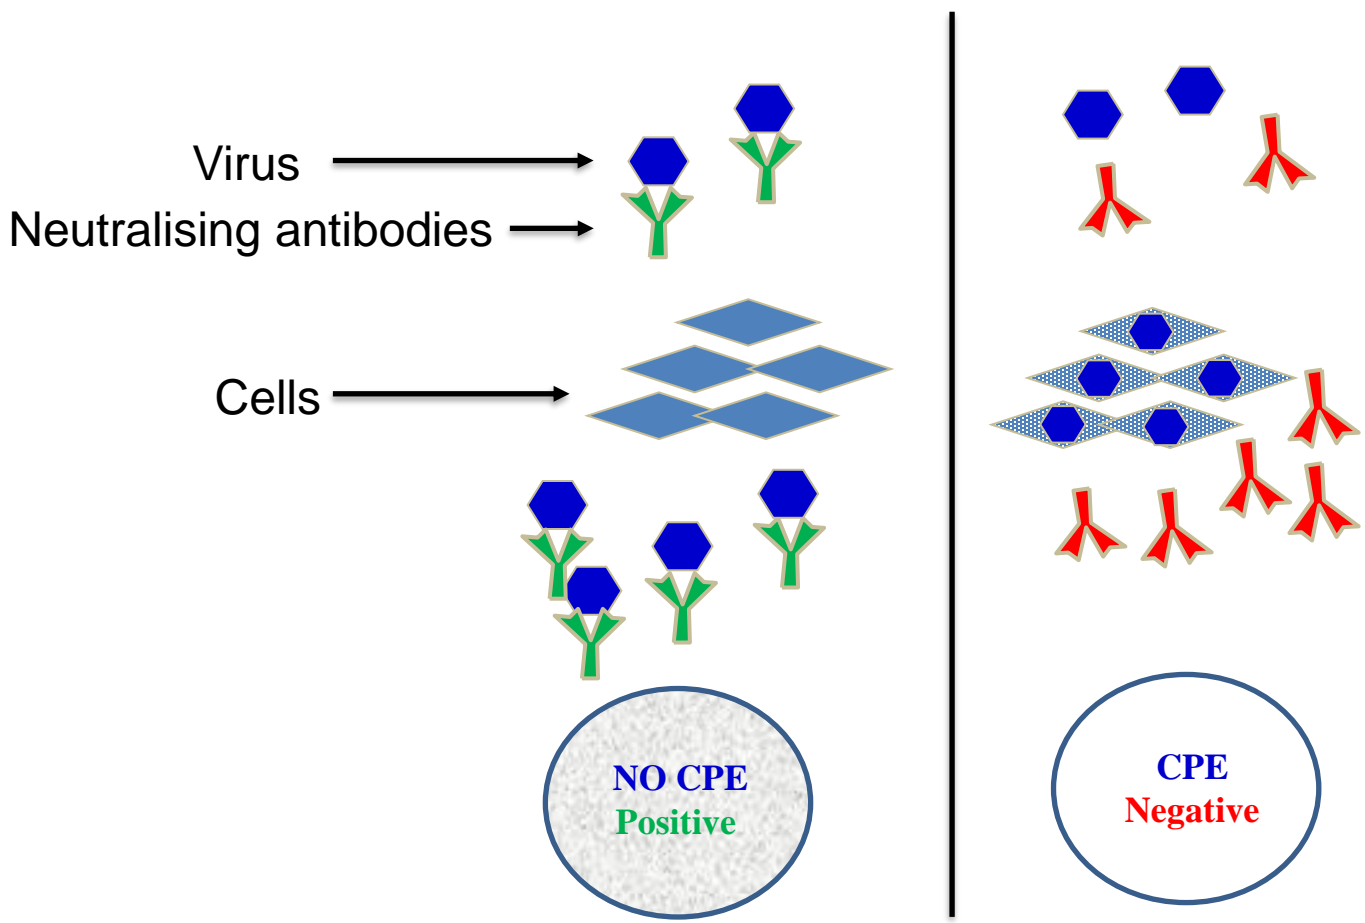 Virus
Neutralising antibodies
Cells
NO CPE
Positive
CPE
Negative